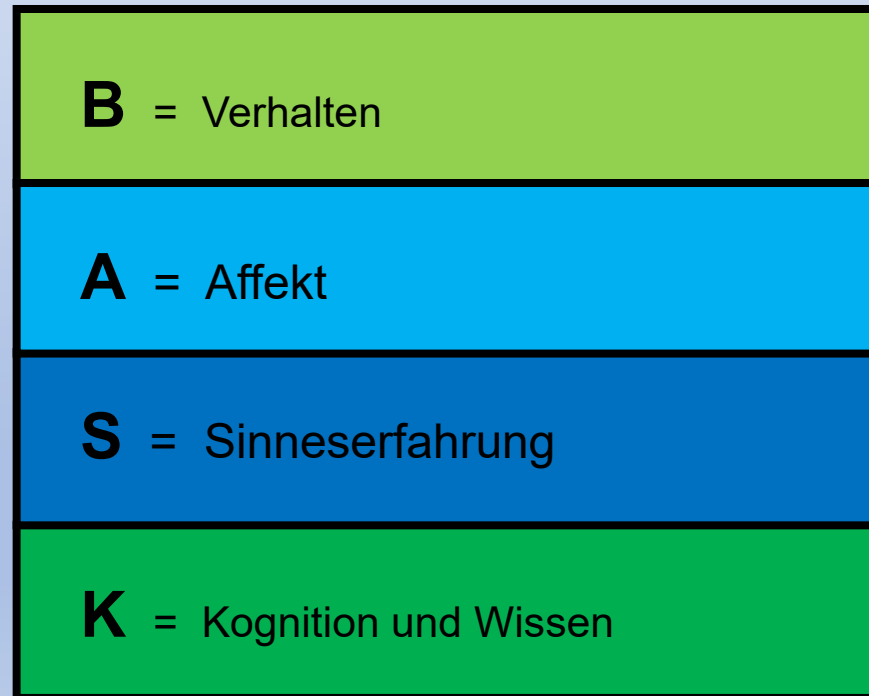 B = Verhalten
A = Affekt
S = Sinneserfahrung
K = Kognition und Wissen